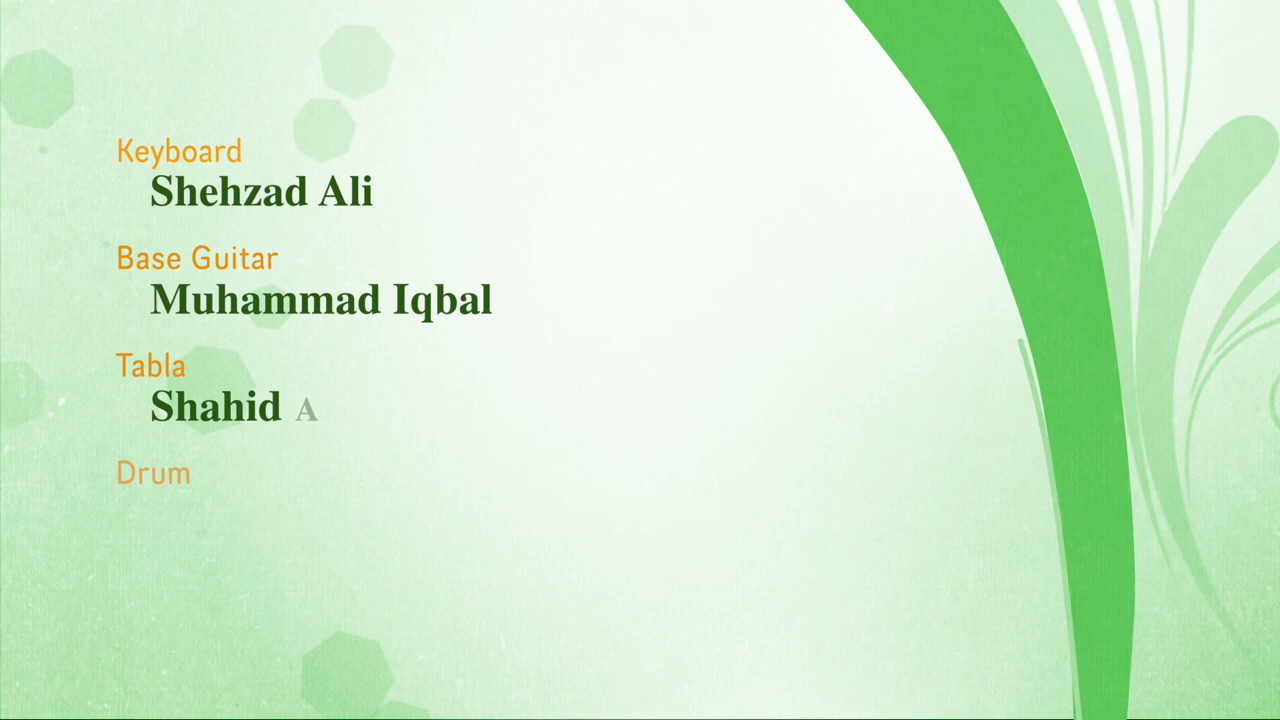 Keyboard
Shehzad Ali
Base Guitar
Muhammad Iqbal
Tabla
Shahid A
Drum